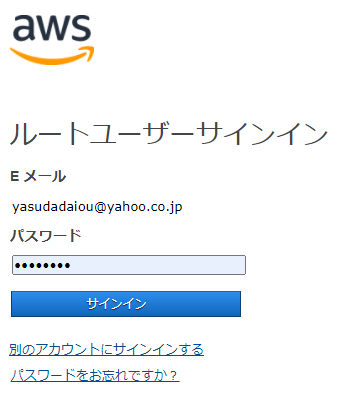 aws
ルートユーザーサインイン
E メール
yasudadaiou@yahoo.co.jp
パスワード
••••••••
サインイン
別のアカウントにサインインする
パスワードをお忘れですか？